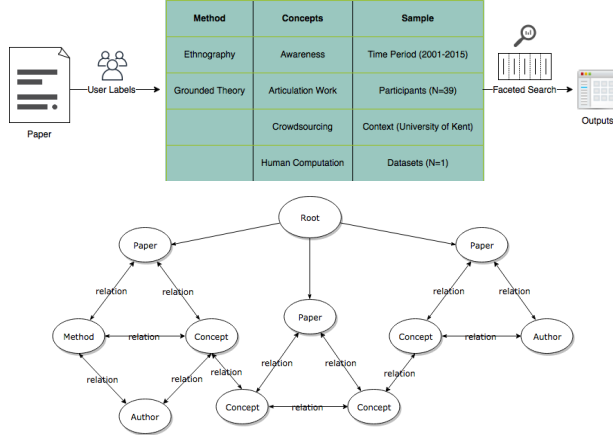 Method Concepts Sample
Ethnography Awareness Time Period (2001-2015)
Paper User Labels Grounded Theory Articulation Work Participants (N=39) Faceted Search Outputs
Crowdsourcing Context (University of Kent)
Human Computation Datasets (N=1)
Root
Paper Paper
relation relation relation relation
Paper
Method relation Concept Concept relation Author
relation relation relation relation relation relation
Author Concept relation Concept